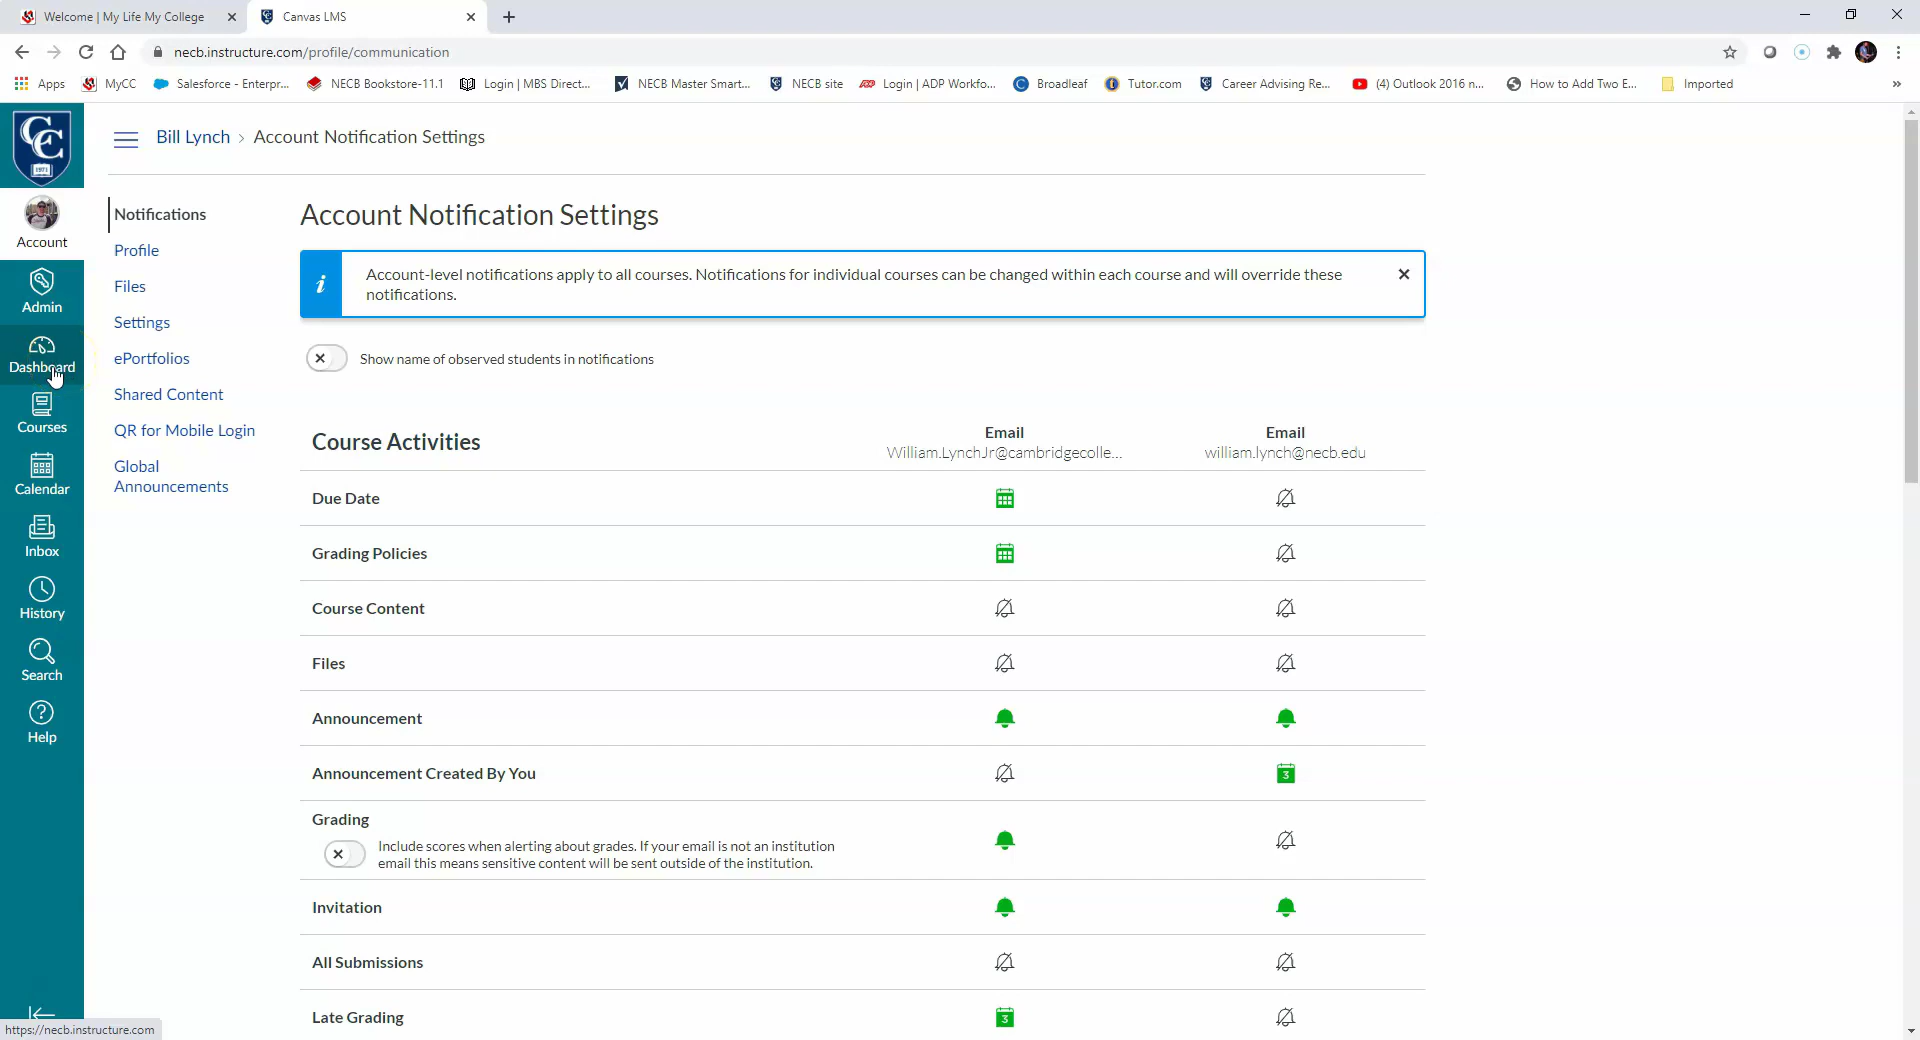 Welcome | My Life My College
Canvas LMS
necb.instructure.com/profile/communication
Apps
MyCC
Salesforce - Enterpr...
NECB Bookstore-11.1
Login | MBS Direct...
NECB Master Smart...
NECB site
Login | ADP Workfo...
Broadleaf
Tutor.com
Career Advising Re...
(4) Outlook 2016 n...
How to Add Two E...
Imported
CC
1971
Account
Admin
Dashboard
Courses
Calendar
Inbox
History
Search
Help
Bill Lynch > Account Notification Settings
Notifications
Profile
Files
Settings
ePortfolios
Shared Content
QR for Mobile Login
Global
Announcements
Account Notification Settings
i
Account-level notifications apply to all courses. Notifications for individual courses can be changed within each course and will override these
notifications.
Show name of observed students in notifications
Course Activities
Email
William.LynchJr@cambridgecolle...
Email
william.lynch@necb.edu
Due Date
Grading Policies
Course Content
Files
Announcement
Announcement Created By You
3
Grading
Include scores when alerting about grades. If your email is not an institution
email this means sensitive content will be sent outside of the institution.
Invitation
All Submissions
Late Grading
3
https://necb.instructure.com